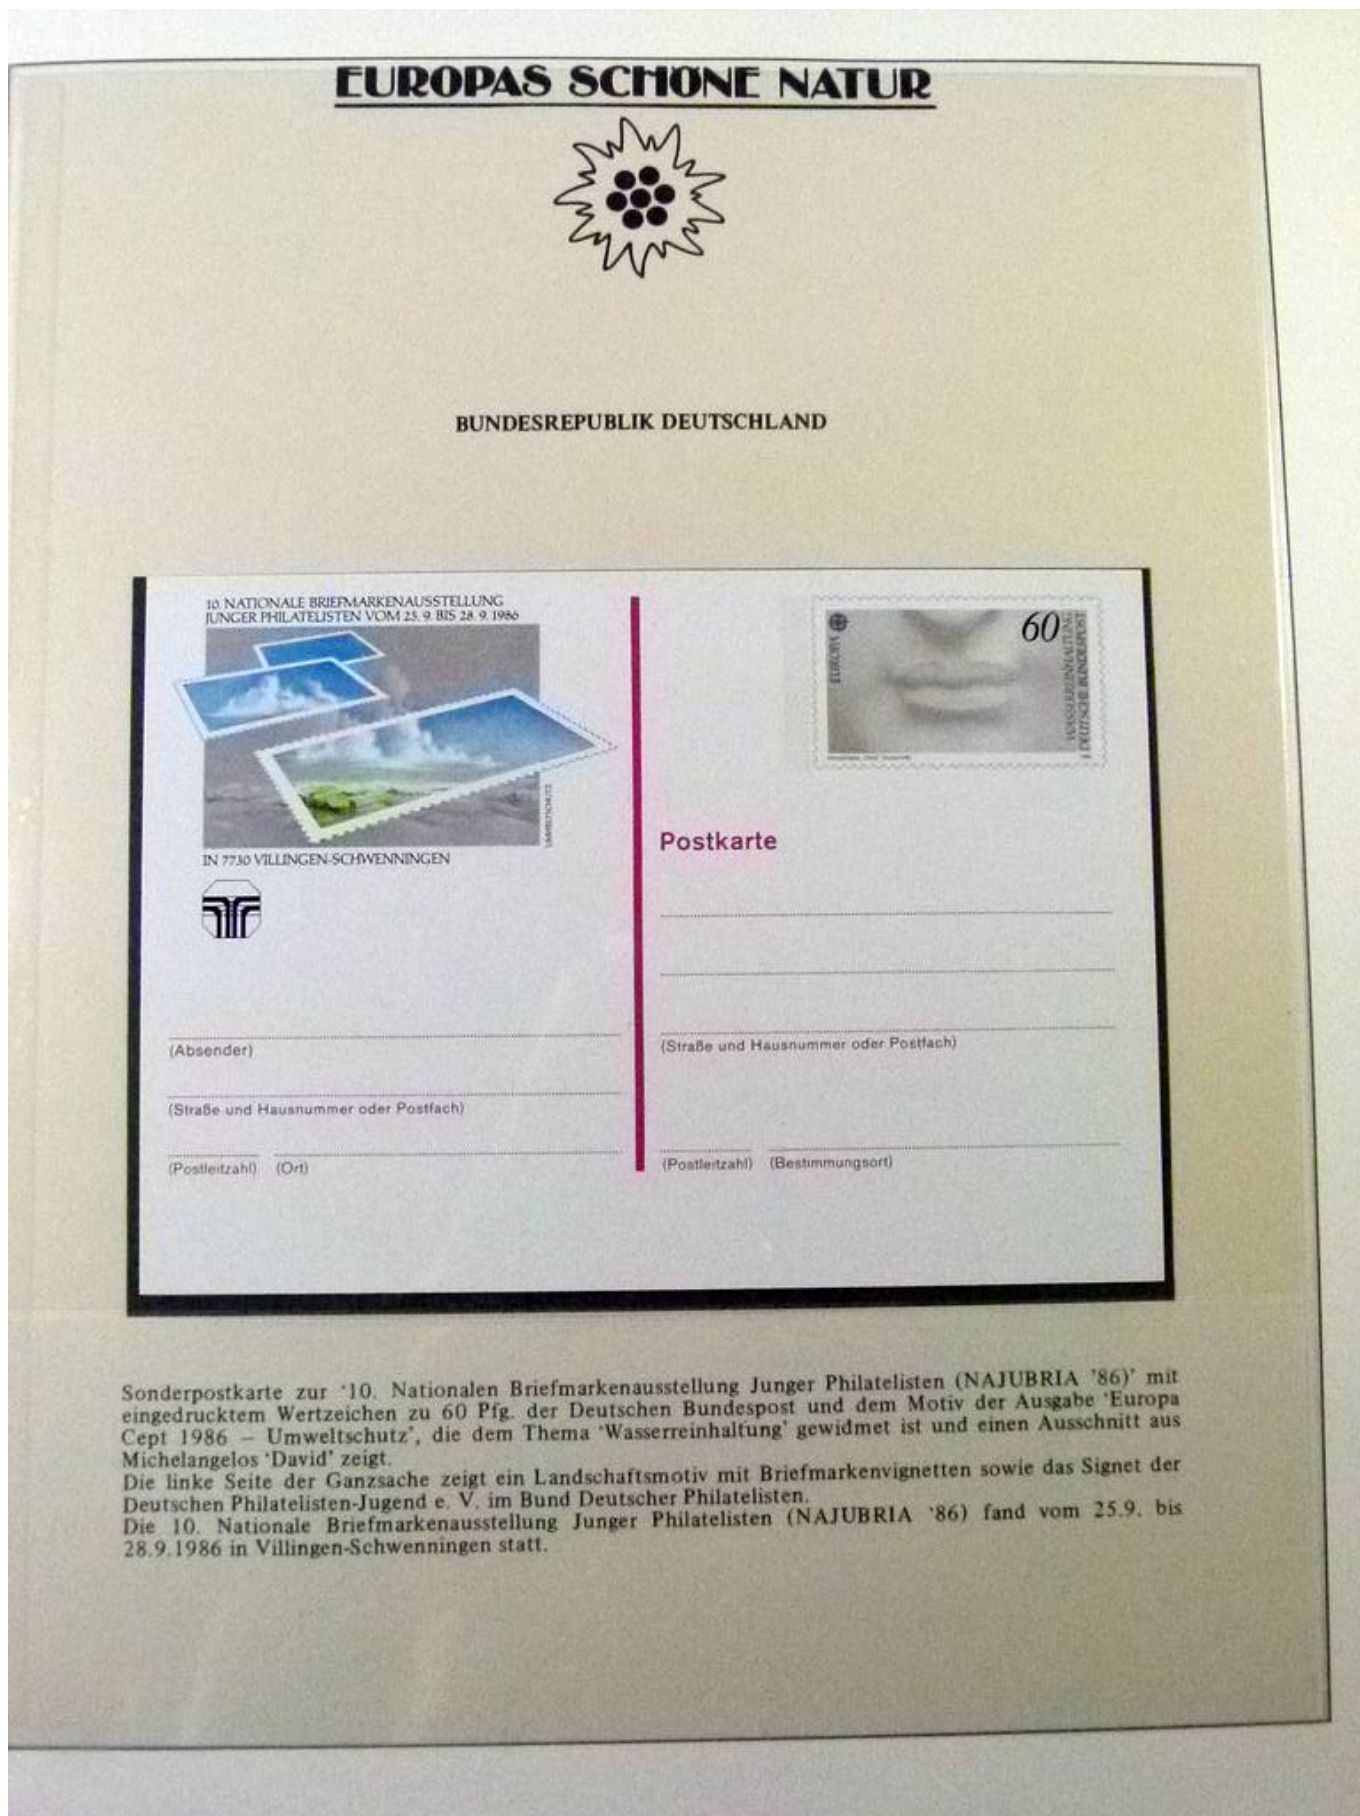 EUROPAS SCHÖNE NATUR
BUNDESREPUBLIK DEUTSCHLAND
10. NATIONALE BRIEFMARKENAUSSTELLUNG
JUNGER PHILATELISTEN VOM 25. 9. BIS 28. 9. 1986
UMWELTSCHUTZ
IN 7730 VILLINGEN-SCHWENNINGEN
(Absender)
(Straße und Hausnummer oder Postfach)
(Postleitzahl) (Ort)
EUROPA
60
WASSERREINHALTUNG
DEUTSCHE BUNDESPOST
Postkarte
(Straße und Hausnummer oder Postfach)
(Postleitzahl) (Bestimmungsort)
Sonderpostkarte zur '10. Nationalen Briefmarkenausstellung Junger Philatelisten (NAJUBRIA '86)' mit
eingedrucktem Wertzeichen zu 60 Pfg. der Deutschen Bundespost und dem Motiv der Ausgabe 'Europa
Cept 1986 – Umweltschutz', die dem Thema 'Wasserreinhaltung' gewidmet ist und einen Ausschnitt aus
Michelangelos 'David' zeigt.
Die linke Seite der Ganzsache zeigt ein Landschaftsmotiv mit Briefmarkenvignetten sowie das Signet der
Deutschen Philatelisten-Jugend e. V. im Bund Deutscher Philatelisten.
Die 10. Nationale Briefmarkenausstellung Junger Philatelisten (NAJUBRIA '86) fand vom 25.9. bis
28.9.1986 in Villingen-Schwenningen statt.